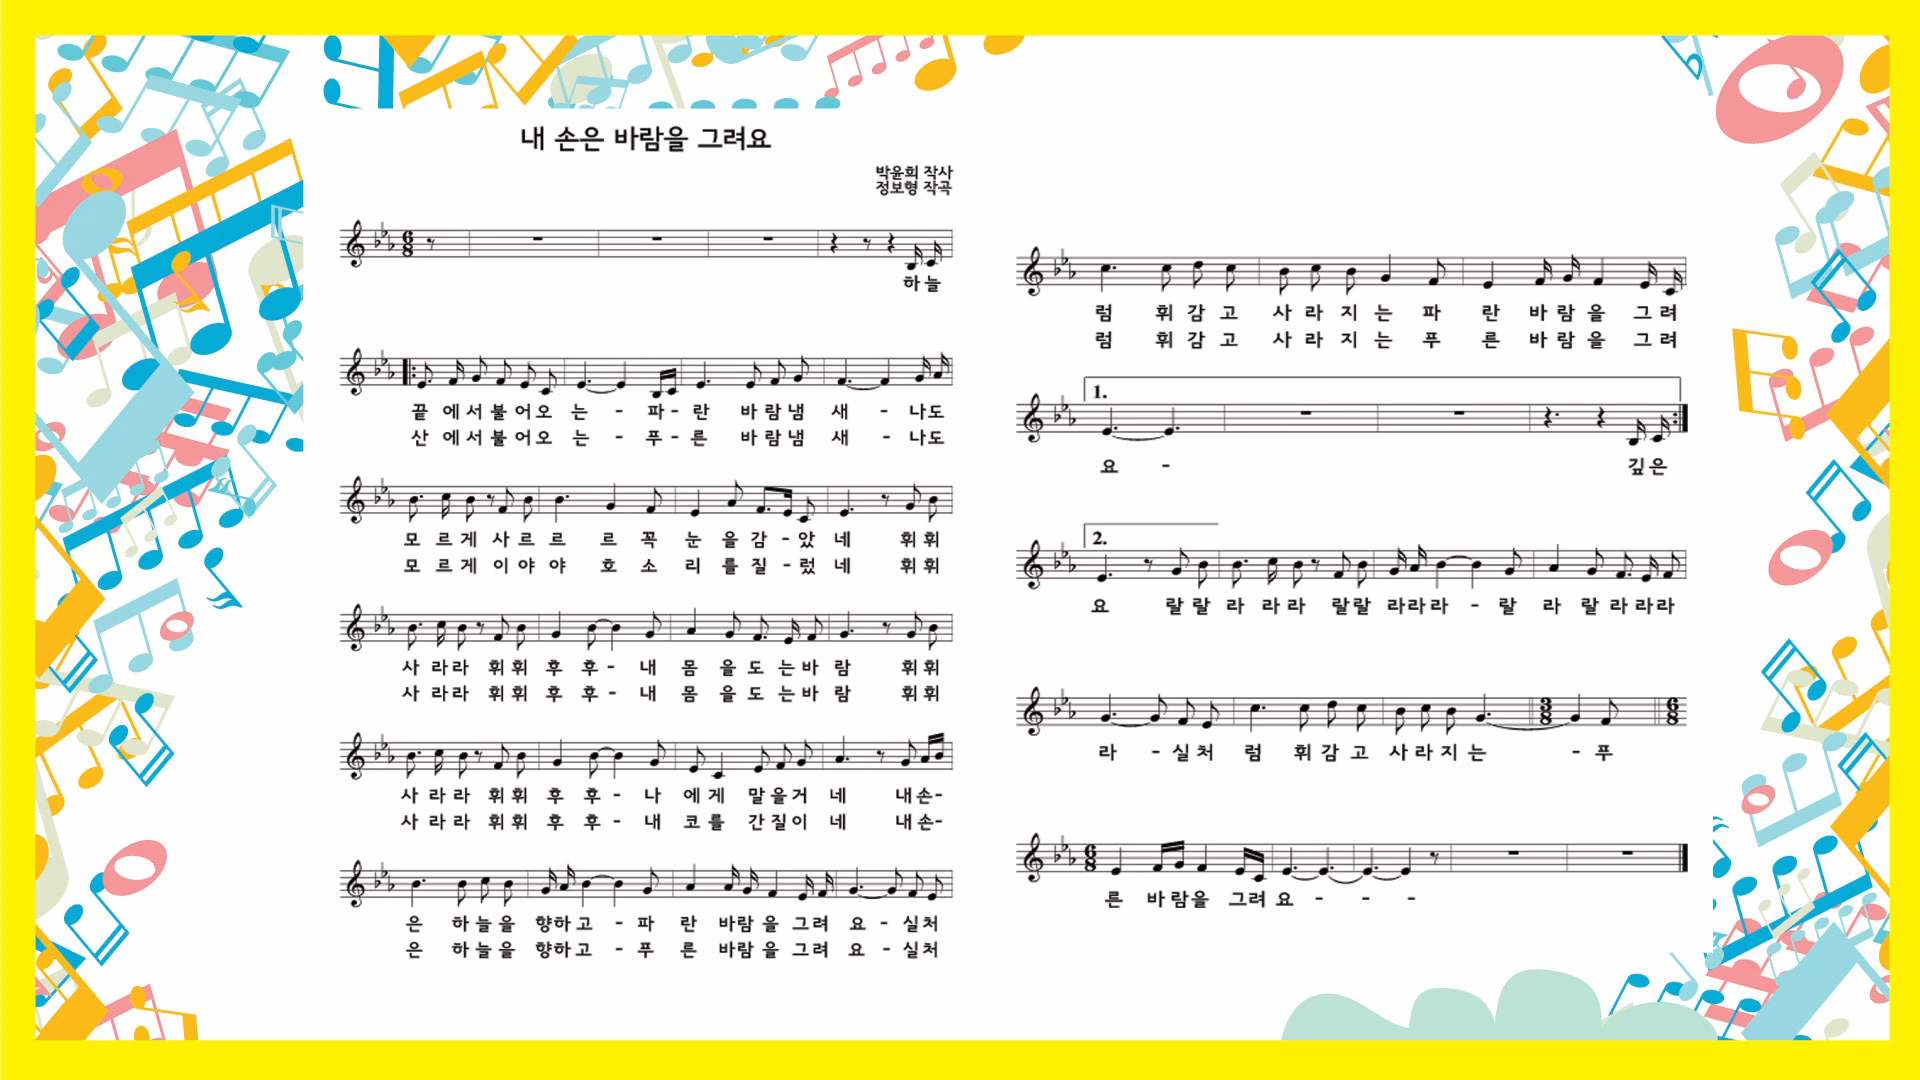 내 손은 바람을 그려요
박윤희 작사
정보형 작곡
6 8
하 늘
끝 에 서 불 어 오 는 - 파 - 란 바 람 냄 새 - 나 도
산 에 서 불 어 오 는 - 푸 - 른 바 람 냄 새 - 나 도
모 르 게 사 르 르 르 꼭 눈 을 감 - 았 네 휘 휘
모 르 게 이 야 야 호 소 리 를 질 - 렀 네 휘 휘
사 라 라 휘 휘 후 후 - 내 몸 을 도 는 바 람 휘 휘
사 라 라 휘 휘 후 후 - 내 몸 을 도 는 바 람 휘 휘
사 라 라 휘 휘 후 후 - 나 에 게 말 을 거 네 내 손 -
사 라 라 휘 휘 후 후 - 내 코 를 간 질 이 네 내 손 -
은 하 늘 을 향 하 고 - 파 란 바 람 을 그 려 요 - 실 처
은 하 늘 을 향 하 고 - 푸 른 바 람 을 그 려 요 - 실 처
럼 휘 감 고 사 라 지 는 파 란 바 람 을 그 려
럼 휘 감 고 사 라 지 는 푸 른 바 람 을 그 려
1.
요 - 깊 은
2.
요 랄 랄 라 라 라 랄 랄 라 라 라 - 랄 라 랄 라 라 라
3 8 6 8
라 - 실 처 럼 휘 감 고 사 라 지 는 - 푸
6 8
른 바 람 을 그 려 요 - - -